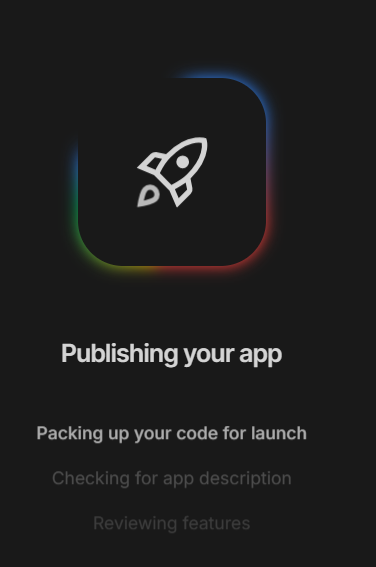 Publishing your app
Packing up your code for launch
Checking for app description
Reviewing features